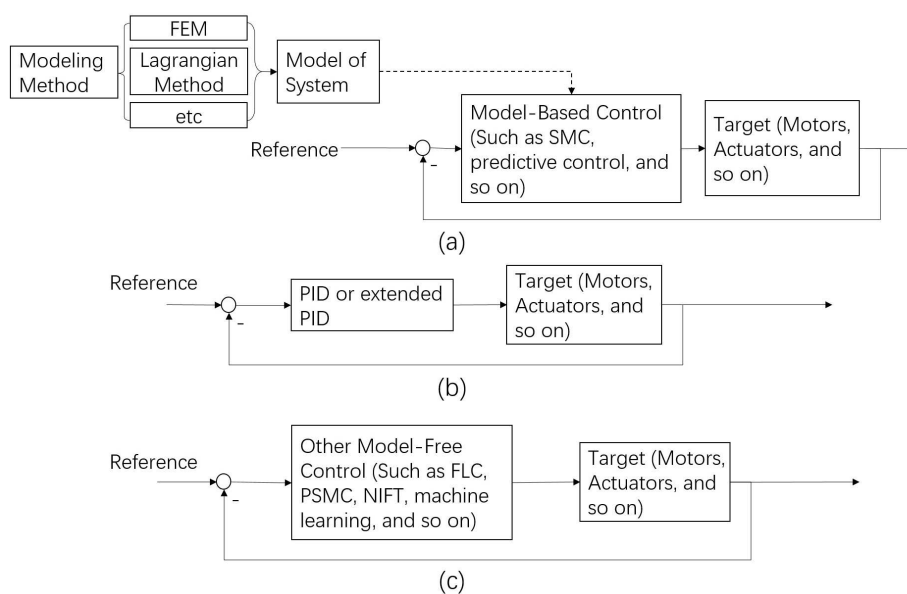 Modeling
Method
FEM
Lagrangian
Method
etc
Model of
System
Reference
-
Model-Based Control
(Such as SMC,
predictive control, and
so on)
Target (Motors,
Actuators, and
so on)
(a)
Reference
-
PID or extended
PID
Target (Motors,
Actuators, and
so on)
(b)
Reference
-
Other Model-Free
Control (Such as FLC,
PSMC, NIFT, machine
learning, and so on)
Target (Motors,
Actuators, and
so on)
(c)